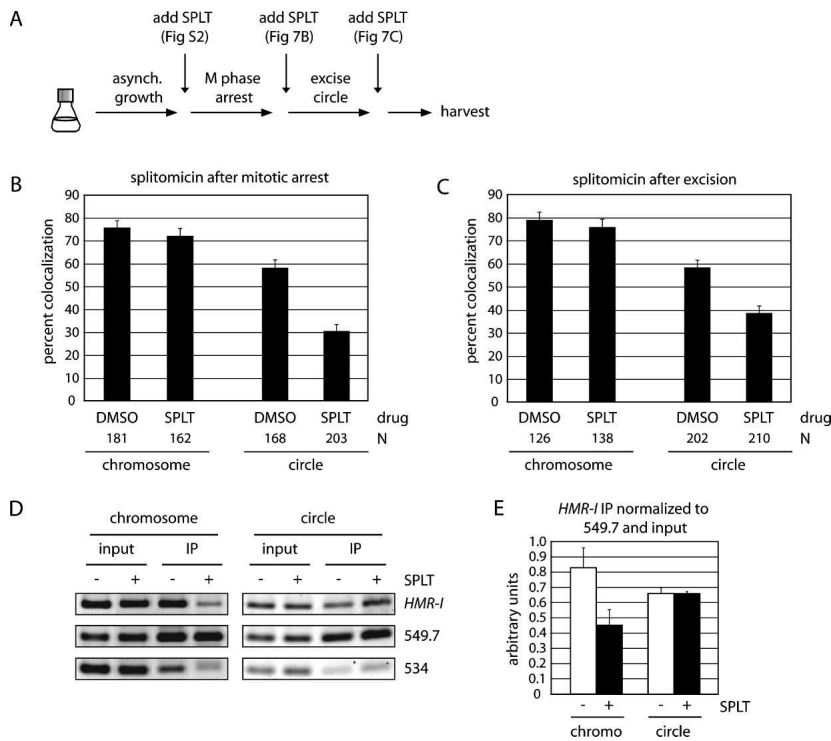 A
add SPLT (Fig S2)
add SPLT (Fig 7B)
add SPLT (Fig 7C)
asynch. growth
M phase arrest
excise circle
harvest
B
splitomicin after mitotic arrest
percent colocalization
90
80
70
60
50
40
30
20
10
0
DMSO SPLT DMSO SPLT drug
181 162 168 203 N
chromosome circle
C
splitomicin after excision
percent colocalization
90
80
70
60
50
40
30
20
10
0
DMSO SPLT DMSO SPLT drug
126 138 202 210 N
chromosome circle
D
chromosome circle
input IP input IP
- + - + - + - + SPLT
HMR-I
549.7
534
E
HMR-I IP normalized to
549.7 and input
arbitrary units
1.0
0.9
0.8
0.7
0.6
0.5
0.4
0.3
0.2
0.1
0
- + - + SPLT
chromo circle